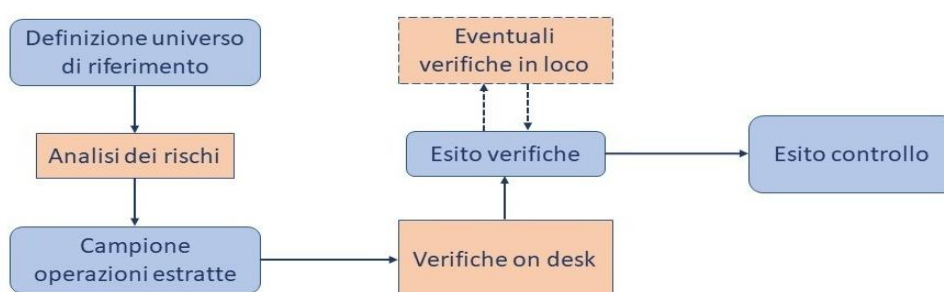 Definizione universo
di riferimento
Analisi dei rischi
Campione
operazioni estratte
Verifiche on desk
Esito verifiche
Eventuali
verifiche in loco
Esito controllo